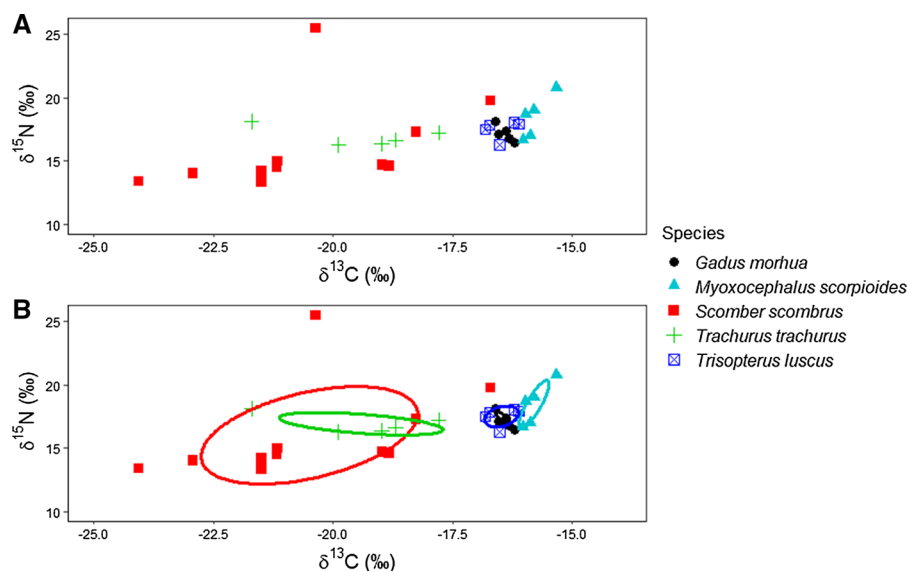 A
δ15N (‰)
25
20
15
10
-25.0 -22.5 -20.0 -17.5 -15.0
δ13C (‰)
Species
Gadus morhua
Myoxocephalus scorpioides
Scomber scombrus
Trachurus trachurus
Trisopterus luscus
B
δ15N (‰)
25
20
15
10
-25.0 -22.5 -20.0 -17.5 -15.0
δ13C (‰)